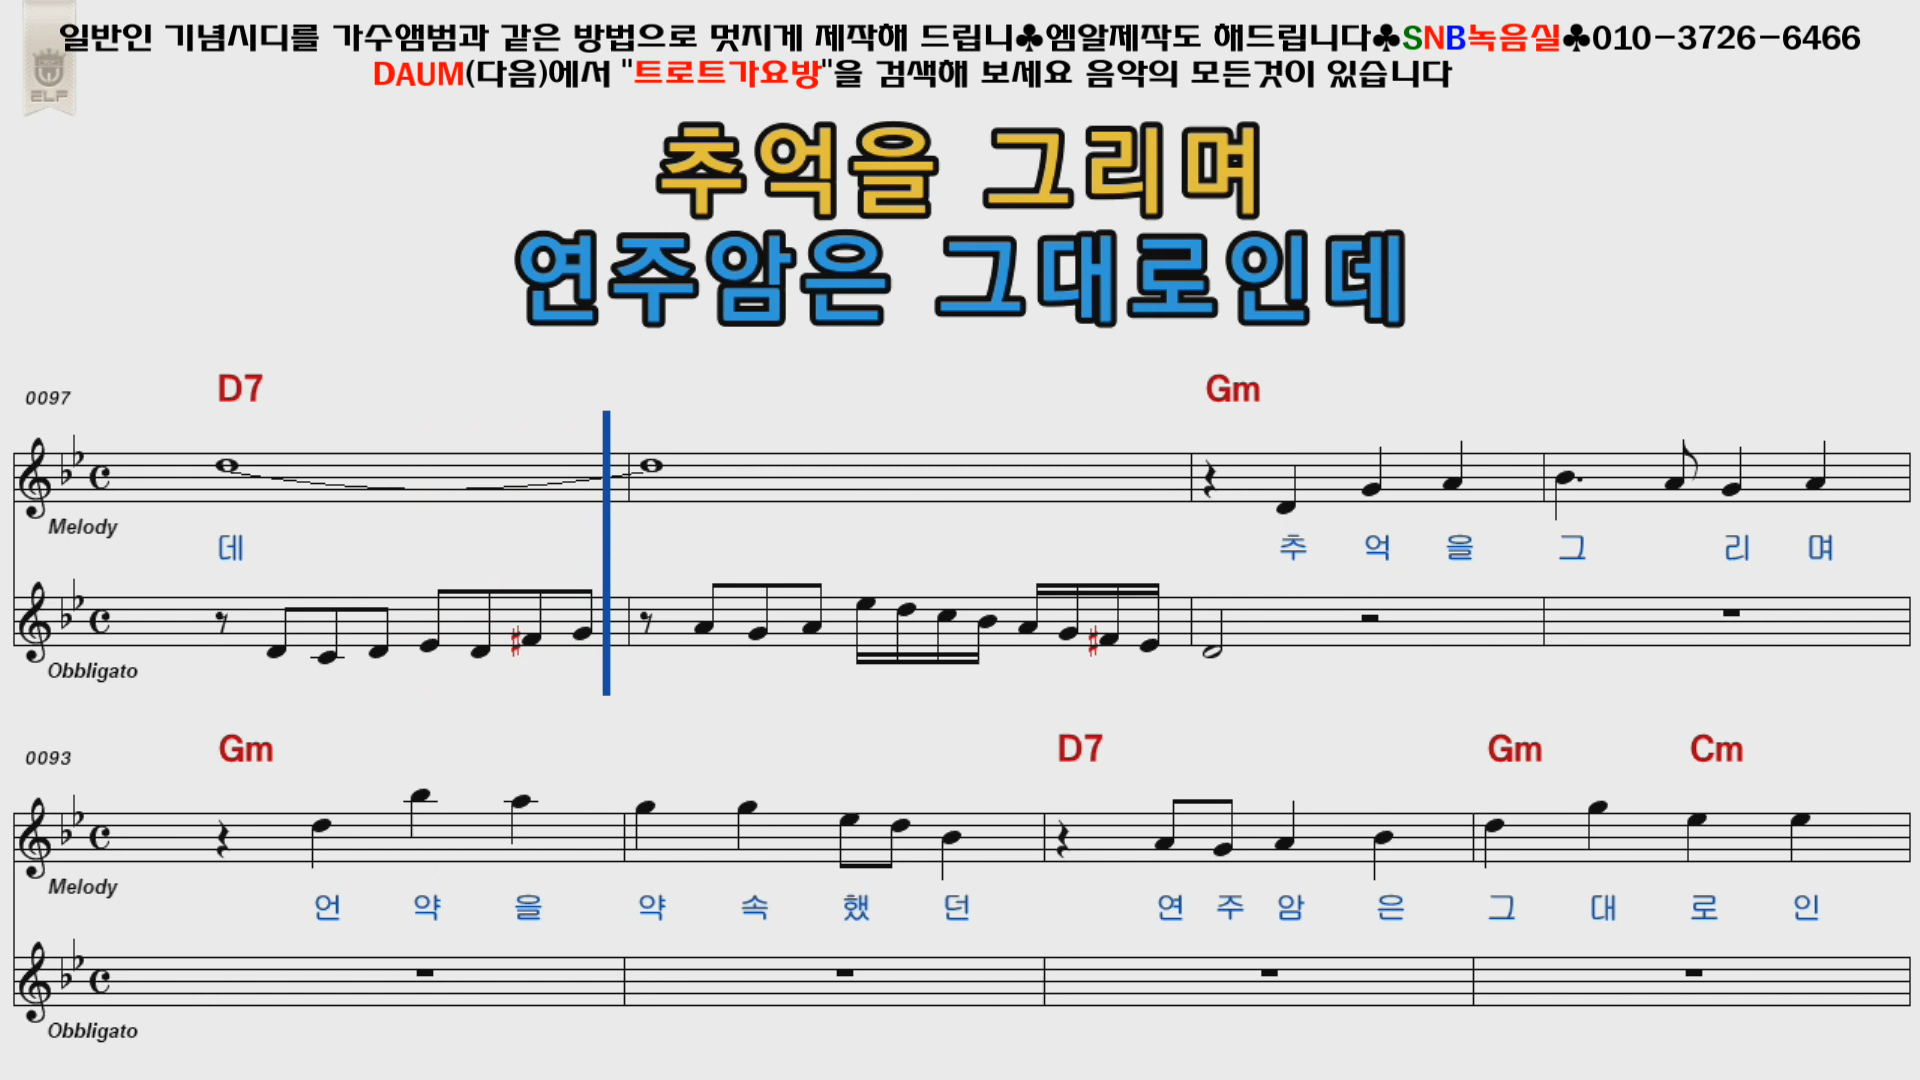 일반인 기념시디를 가수앨범과 같은 방법으로 멋지게 제작해 드립니♣엠알제작도 해드립니다♣SNB녹음실♣010-3726-6466
ELF
DAUM(다음)에서 "트로트가요방"을 검색해 보세요 음악의 모든것이 있습니다
추억을 그리며
연주암은 그대로인데
0097 D7 Gm
Melody
데 추 억 을 그 리 며
Obbligato
0093 Gm D7 Gm Cm
Melody
언 약 을 약 속 했 던 연 주 암 은 그 대 로 인
Obbligato